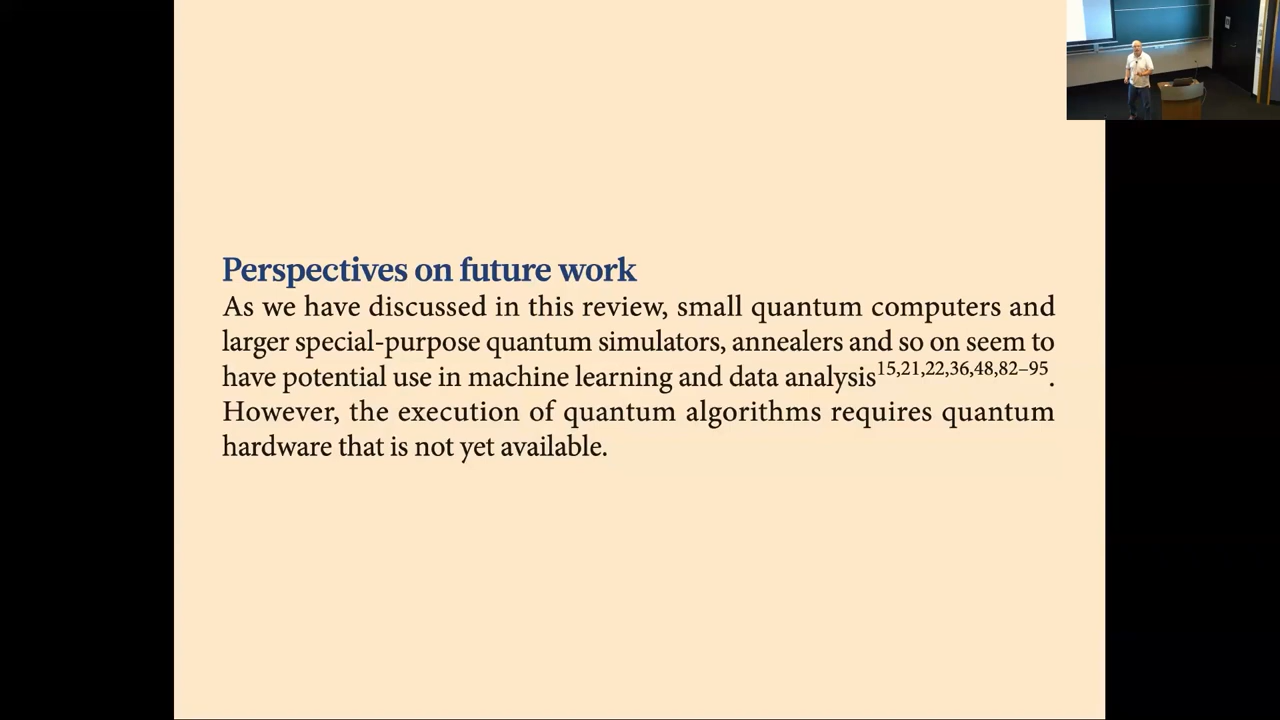 Perspectives on future work
As we have discussed in this review, small quantum computers and
larger special-purpose quantum simulators, annealers and so on seem to
have potential use in machine learning and data analysis15,21,22,36,48,82–95.
However, the execution of quantum algorithms requires quantum
hardware that is not yet available.